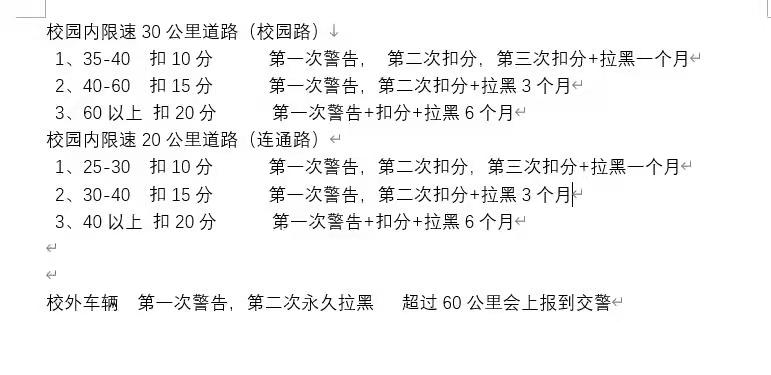 校园内限速 30 公里道路（校园路）
1、35-40 扣 10 分 第一次警告， 第二次扣分，第三次扣分+拉黑一个月
2、40-60 扣 15 分 第一次警告，第二次扣分+拉黑 3 个月
3、60 以上 扣 20 分 第一次警告+扣分+拉黑 6 个月
校园内限速 20 公里道路（连通路）
1、25-30 扣 10 分 第一次警告，第二次扣分，第三次扣分+拉黑一个月
2、30-40 扣 15 分 第一次警告，第二次扣分+拉黑 3 个月
3、40 以上 扣 20 分 第一次警告+扣分+拉黑 6 个月
校外车辆 第一次警告，第二次永久拉黑 超过 60 公里会上报到交警